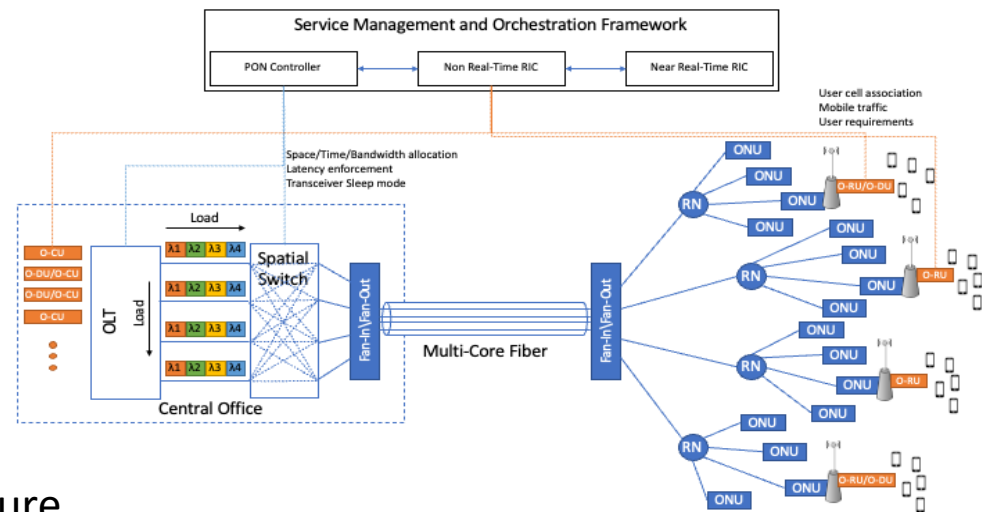 Service Management and Orchestration Framework
PON Controller
Non Real-Time RIC
Near Real-Time RIC
User cell association
Mobile traffic
User requirements
Space/Time/Bandwidth allocation
Latency enforcement
Transceiver Sleep mode
Load
O-CU
O-DU/O-CU
O-DU/O-CU
O-CU
OLT
Load
λ1 λ2 λ3 λ4
λ1 λ2 λ3 λ4
λ1 λ2 λ3 λ4
λ1 λ2 λ3 λ4
Spatial
Switch
Fan-In\Fan-Out
Central Office
Multi-Core Fiber
Fan-In\Fan-Out
RN
ONU
ONU
ONU
ONU
O-RU/O-DU
RN
ONU
ONU
ONU
ONU
O-RU
RN
ONU
ONU
ONU
ONU
O-RU
RN
ONU
ONU
ONU
ONU
O-RU/O-DU